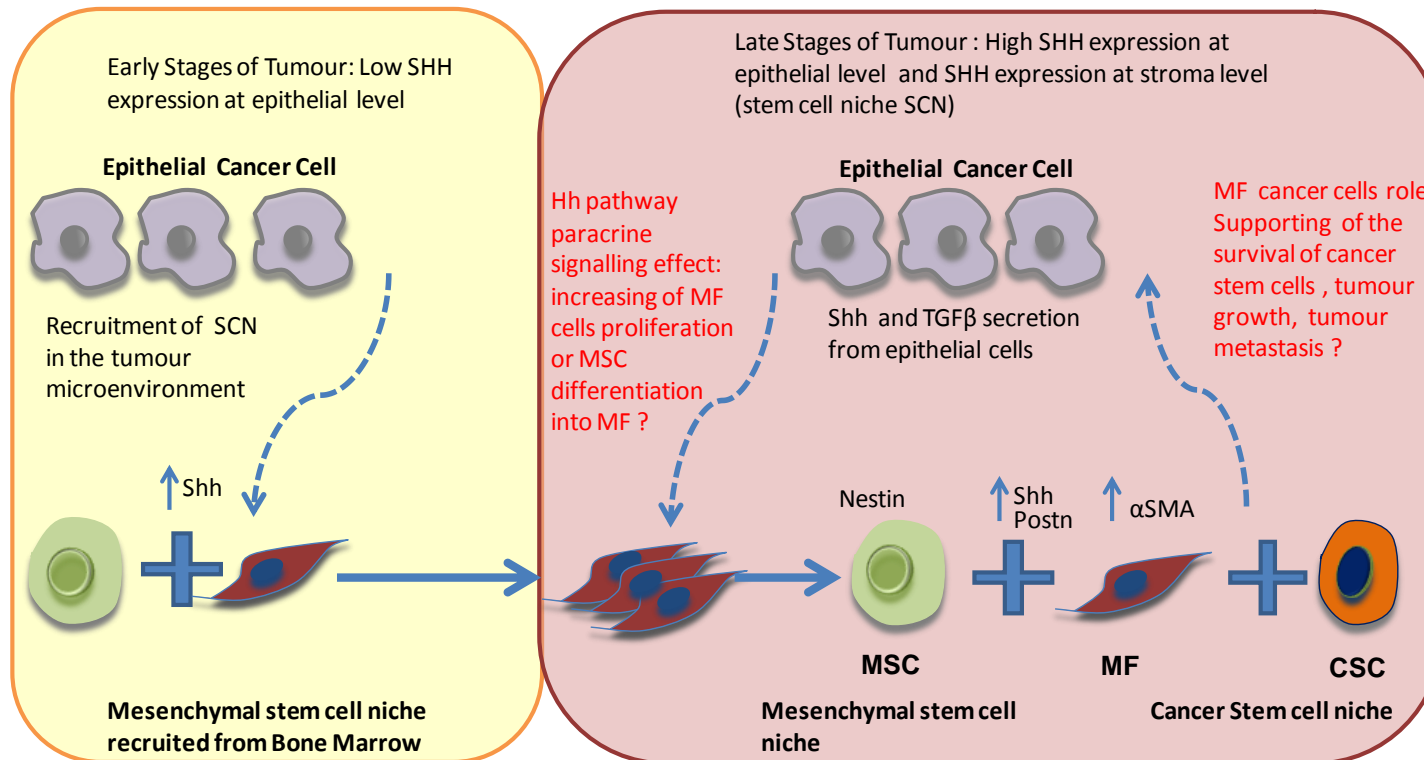 Early Stages of Tumour: Low SHH
expression at epithelial level
Epithelial Cancer Cell
Recruitment of SCN
in the tumour
microenvironment
Shh
Mesenchymal stem cell niche
recruited from Bone Marrow
Late Stages of Tumour : High SHH expression at
epithelial level and SHH expression at stroma level
(stem cell niche SCN)
Hh pathway
paracrine
signalling effect:
increasing of MF
cells proliferation
or MSC
differentiation
into MF ?
Epithelial Cancer Cell
Shh and TGFβ secretion
from epithelial cells
MF cancer cells role
Supporting of the
survival of cancer
stem cells , tumour
growth, tumour
metastasis ?
Nestin
Shh
Postn
αSMA
MSC
MF
CSC
Mesenchymal stem cell
niche
Cancer Stem cell niche